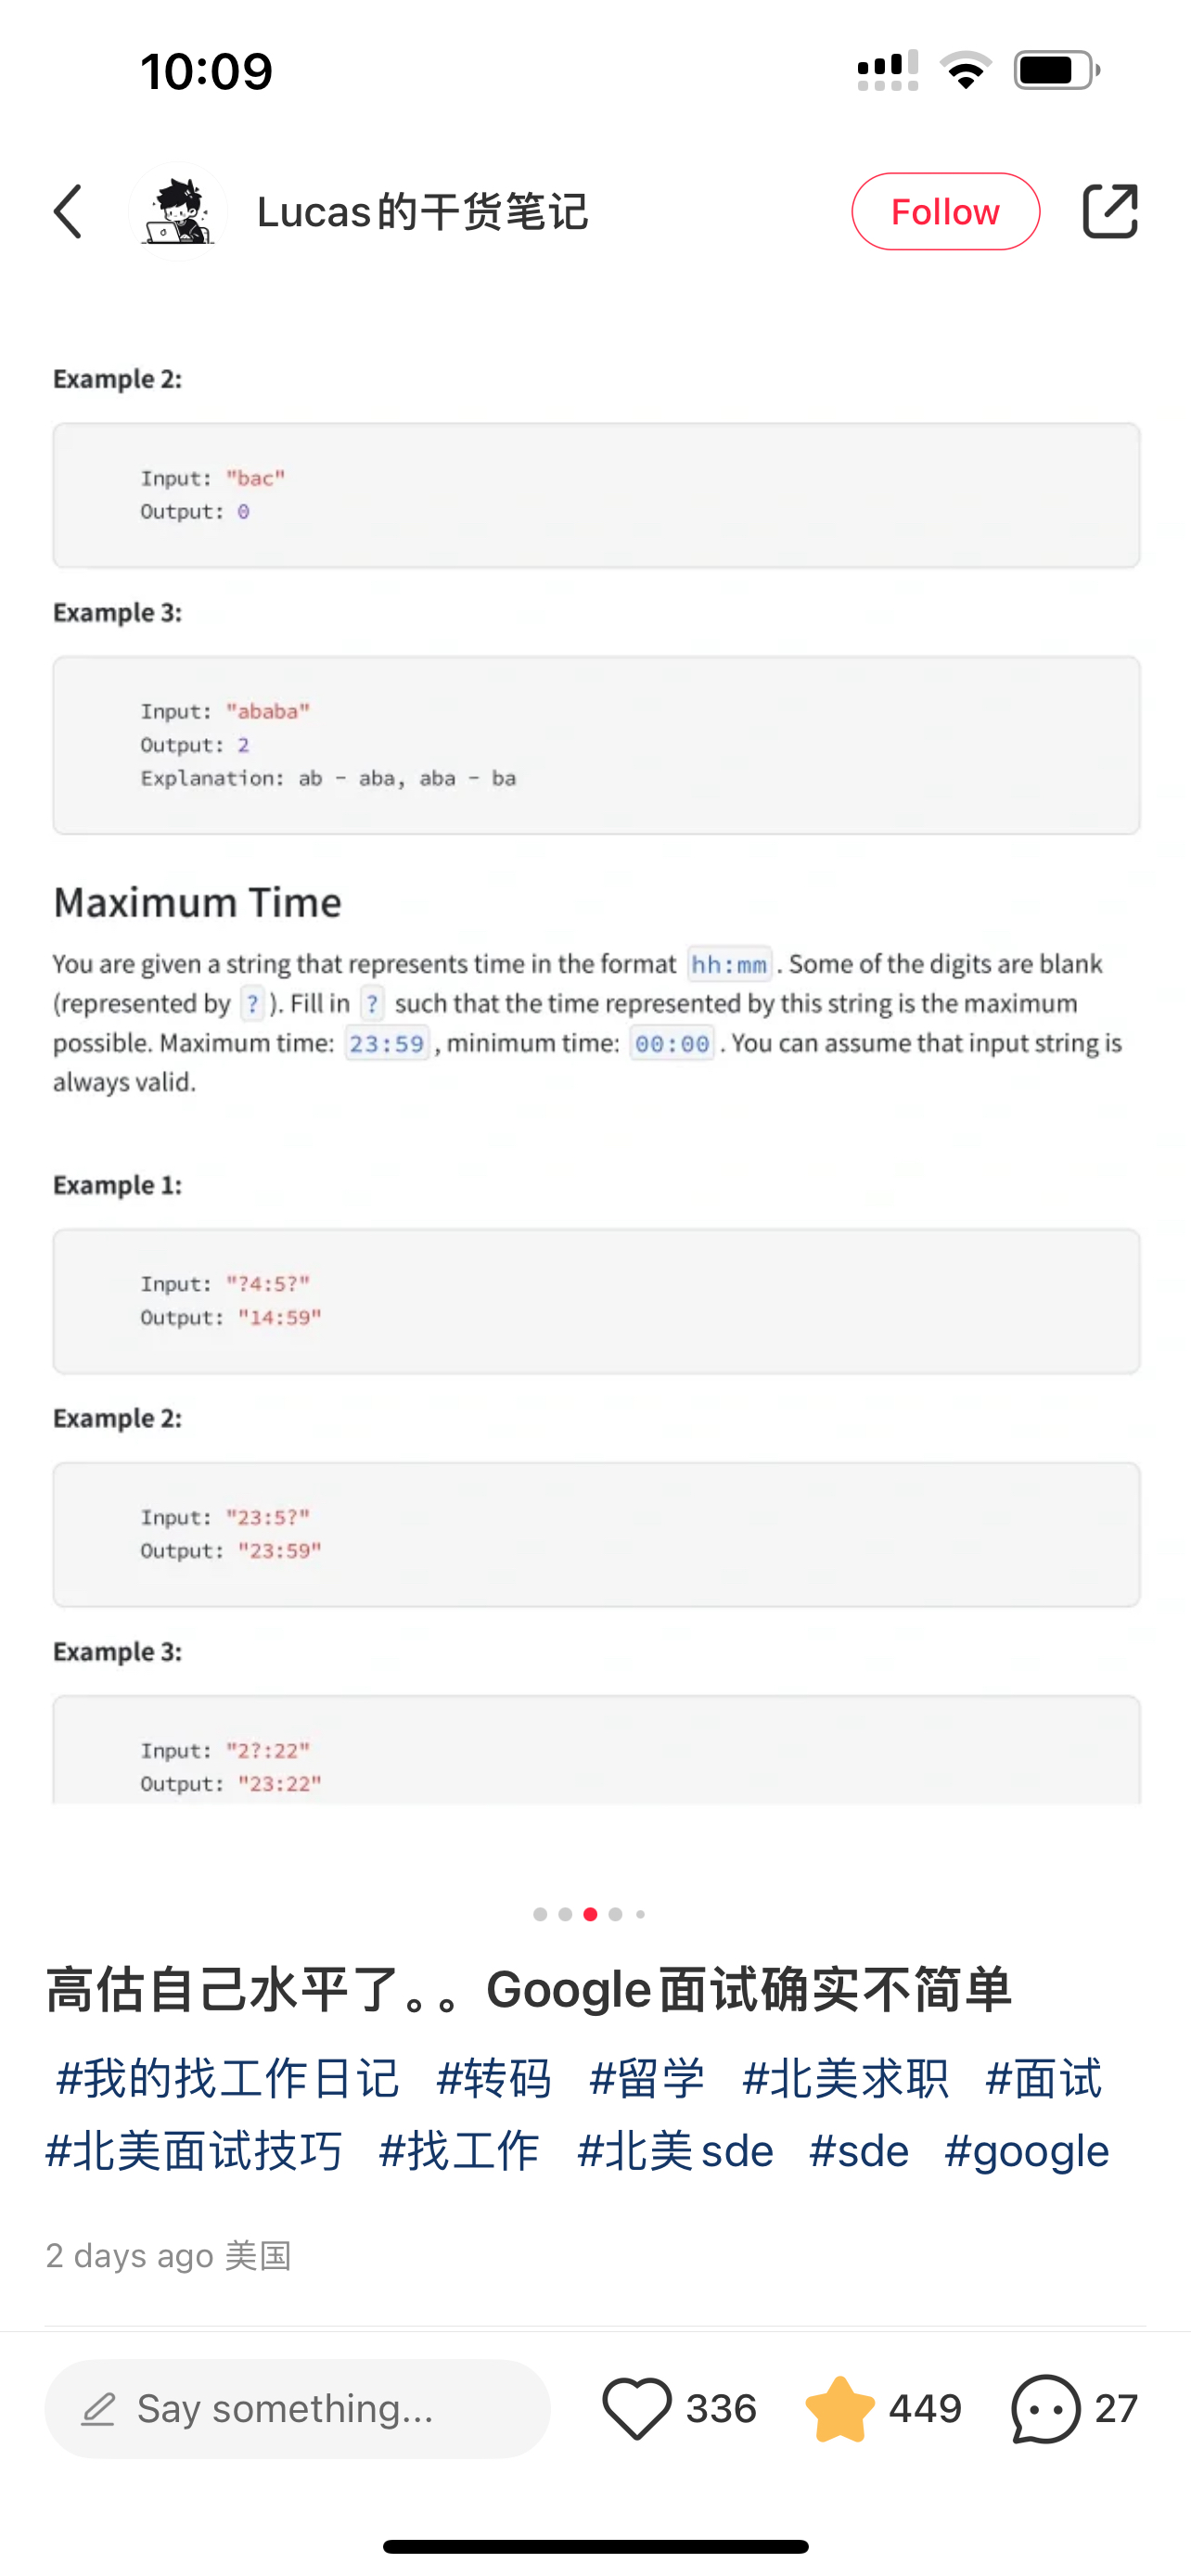 10:09
Lucas的干货笔记
Follow
Example 2:
Input: "bac"
Output: 0
Example 3:
Input: "ababa"
Output: 2
Explanation: ab - aba, aba - ba
Maximum Time
You are given a string that represents time in the format hh:mm. Some of the digits are blank
(represented by ?). Fill in ? such that the time represented by this string is the maximum
possible. Maximum time: 23:59, minimum time: 00:00. You can assume that input string is
always valid.
Example 1:
Input: "?4:5?"
Output: "14:59"
Example 2:
Input: "23:5?"
Output: "23:59"
Example 3:
Input: "2?:22"
Output: "23:22"
高估自己水平了。。Google面试确实不简单
#我的找工作日记 #转码 #留学 #北美求职 #面试
#北美面试技巧 #找工作 #北美sde #sde #google
2 days ago 美国
Say something...
336
449
27